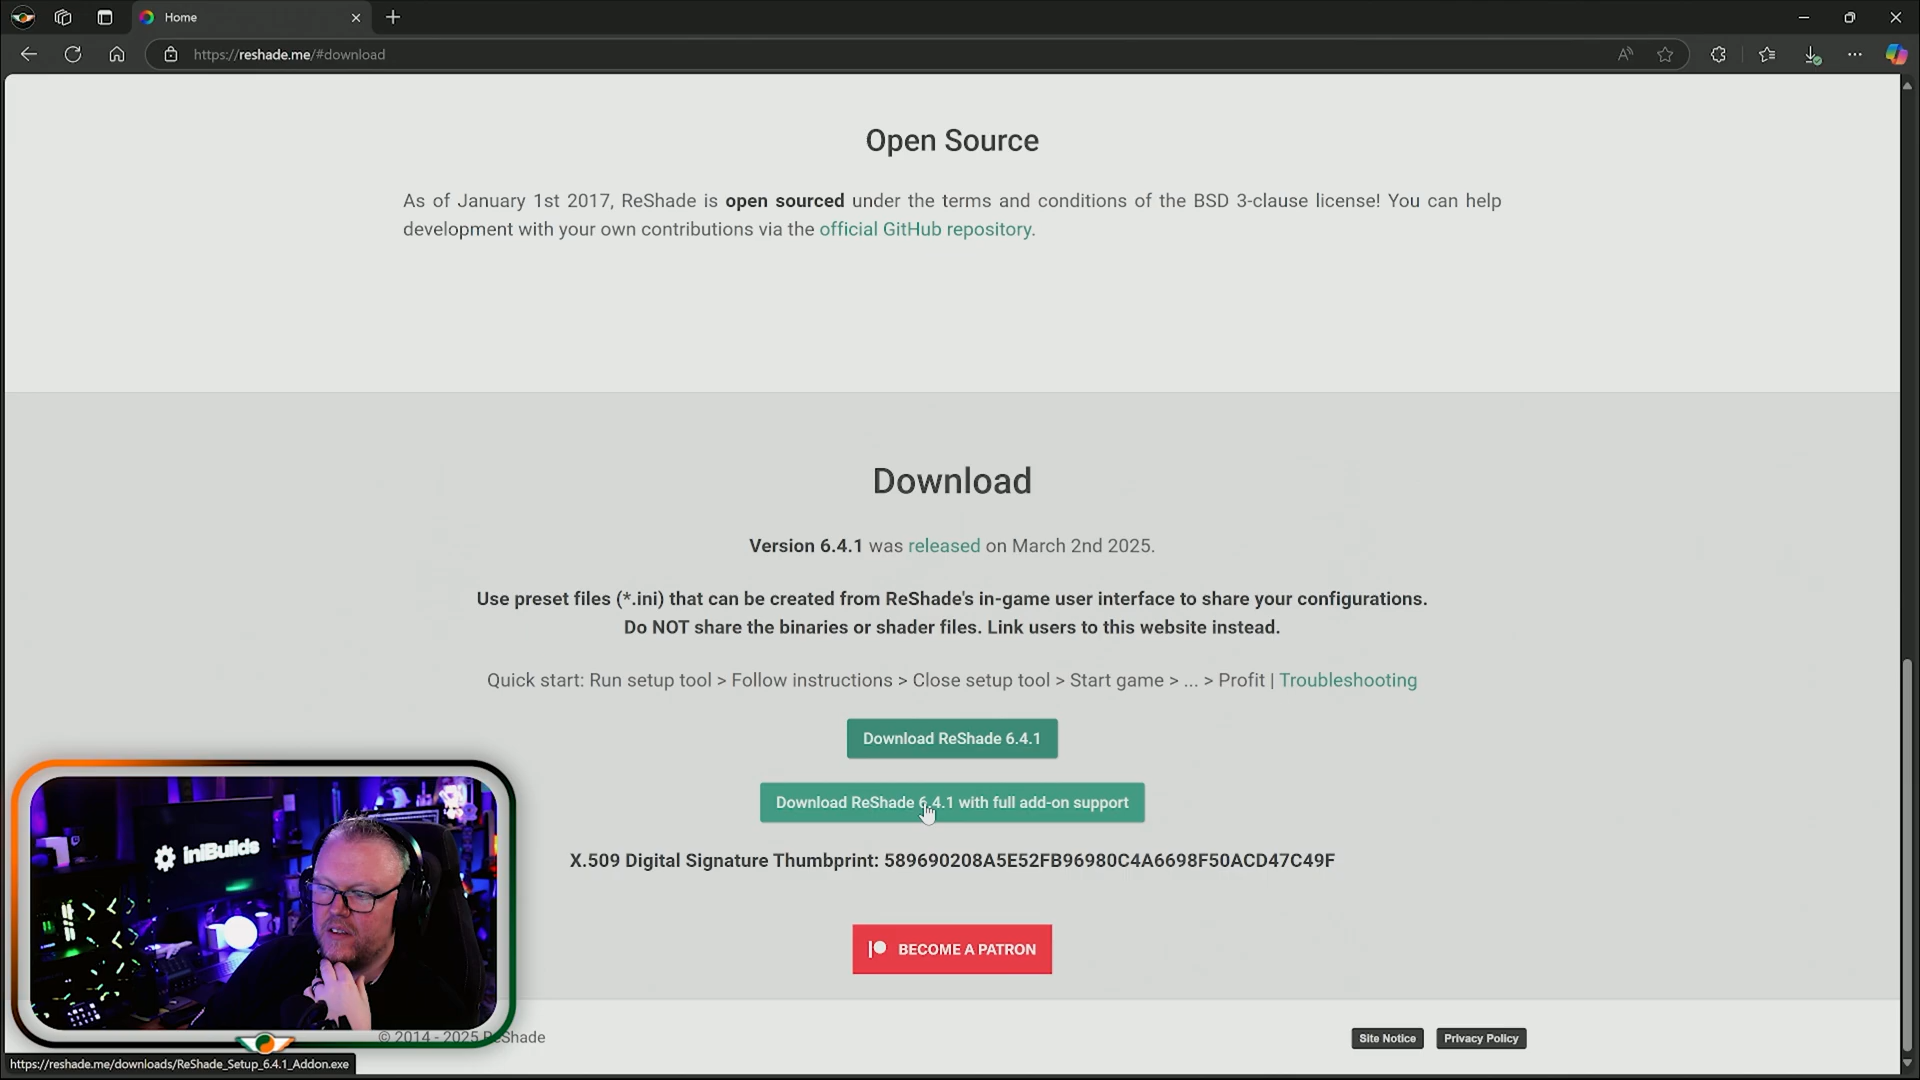 Home
https://reshade.me/#download
Open Source
As of January 1st 2017, ReShade is open sourced under the terms and conditions of the BSD 3-clause license! You can help
development with your own contributions via the official GitHub repository.
Download
Version 6.4.1 was released on March 2nd 2025.
Use preset files (*.ini) that can be created from ReShade's in-game user interface to share your configurations.
Do NOT share the binaries or shader files. Link users to this website instead.
Quick start: Run setup tool > Follow instructions > Close setup tool > Start game > ... > Profit | Troubleshooting
Download ReShade 6.4.1
Download ReShade 6.4.1 with full add-on support
X.509 Digital Signature Thumbprint: 589690208A5E52FB96980C4A6698F50ACD47C49F
iniBuilds
BECOME A PATRON
© 2014 - 2025 ReShade
Site Notice
Privacy Policy
https://reshade.me/downloads/ReShade_Setup_6.4.1_Addon.exe